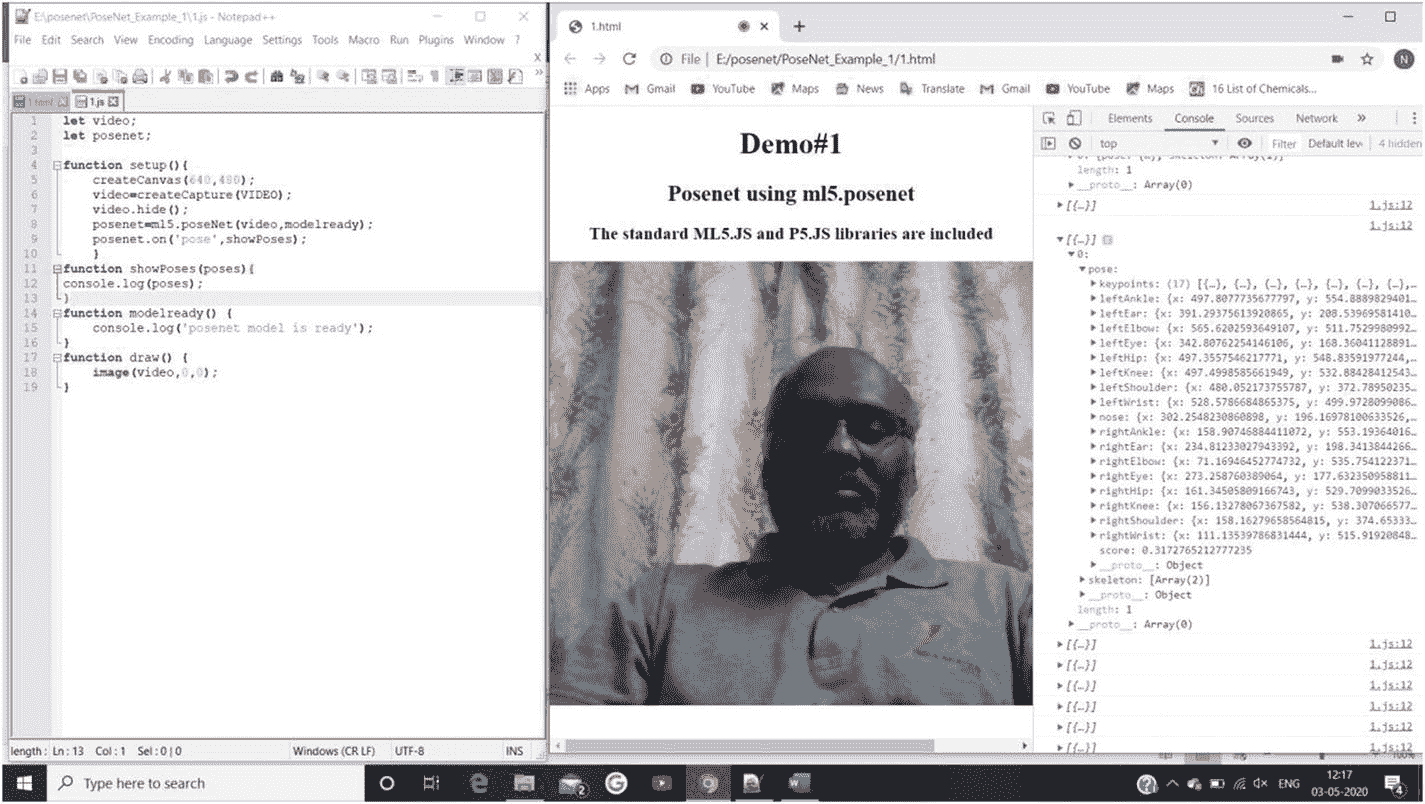 E:\posenet\PoseNet_Example_1\1.js - Notepad++
File Edit Search View Encoding Language Settings Tools Macro Run Plugins Window ?
X
1.html 1.js
1 let video;
2 let posenet;
3
4 function setup(){
5 createCanvas(640,480);
6 video=createCapture(VIDEO);
7 video.hide();
8 posenet=ml5.poseNet(video,modelready);
9 posenet.on('pose',showPoses);
10 }
11 function showPoses(poses){
12 console.log(poses);
13 }
14 function modelready() {
15 console.log('posenet model is ready');
16 }
17 function draw() {
18 image(video,0,0);
19 }
length : Ln : 13 Col : 1 Sel : 0 | 0 Windows (CR LF) UTF-8 INS
1.html
File E:/posenet/PoseNet_Example_1/1.html N
Apps Gmail YouTube Maps News Translate Gmail YouTube Maps 16 List of Chemicals...
Demo#1
Posenet using ml5.posenet
The standard ML5.JS and P5.JS libraries are included
Elements Console Sources Network »
top Filter Default lev 4 hidden
length: 1
__proto__: Array(0)
[{…}] 1.js:12
1.js:12
[{…}]
0:
pose:
keypoints: (17) [{…}, {…}, {…}, {…}, {…}, {…},…
leftAnkle: {x: 497.8077735677797, y: 554.8889829401…
leftEar: {x: 391.29375613920865, y: 208.53969581410…
leftElbow: {x: 565.6202593649107, y: 511.7529980992…
leftEye: {x: 342.80762254146106, y: 168.36041128891…
leftHip: {x: 497.3557546217771, y: 548.83591977244,…
leftKnee: {x: 497.4998585661949, y: 532.88428412543…
leftShoulder: {x: 480.052173755787, y: 372.78950235…
leftWrist: {x: 528.5786684865375, y: 499.9728099086…
nose: {x: 302.2548230860898, y: 196.16978100633526,…
rightAnkle: {x: 158.90746884411072, y: 553.19364016…
rightEar: {x: 234.81233027943392, y: 198.3413844266…
rightElbow: {x: 71.16946452774732, y: 535.754122371…
rightEye: {x: 273.258760389064, y: 177.632350958811…
rightHip: {x: 161.34505809166743, y: 529.7099033526…
rightKnee: {x: 156.13278067367582, y: 538.307066577…
rightShoulder: {x: 158.16279658564815, y: 374.65333…
rightWrist: {x: 111.13539786831444, y: 515.91920848…
score: 0.3172765212777235
__proto__: Object
skeleton: [Array(2)]
__proto__: Object
length: 1
__proto__: Array(0)
[{…}] 1.js:12
[{…}] 1.js:12
[{…}] 1.js:12
[{…}] 1.js:12
[{…}] 1.js:12
[{…}] 1.js:12
100%
Type here to search
2
ENG
12:17
03-05-2020
4